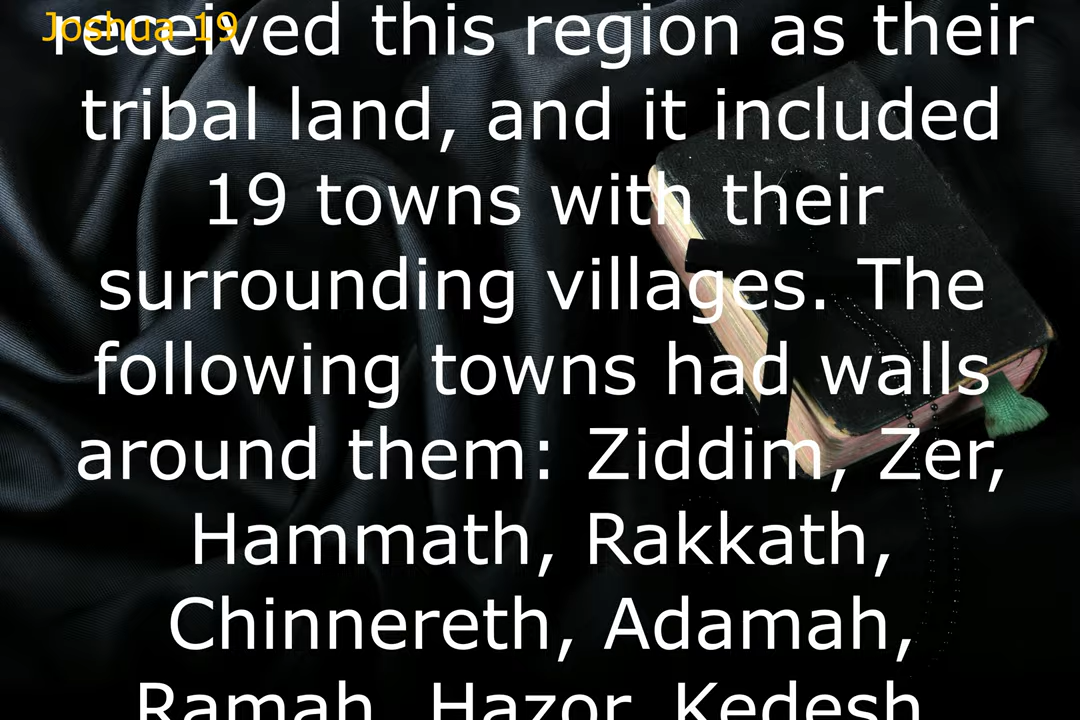 Joshua 19
received this region as their
tribal land, and it included
19 towns with their
surrounding villages. The
following towns had walls
around them: Ziddim, Zer,
Hammath, Rakkath,
Chinnereth, Adamah,
Ramah, Hazor, Kedesh,